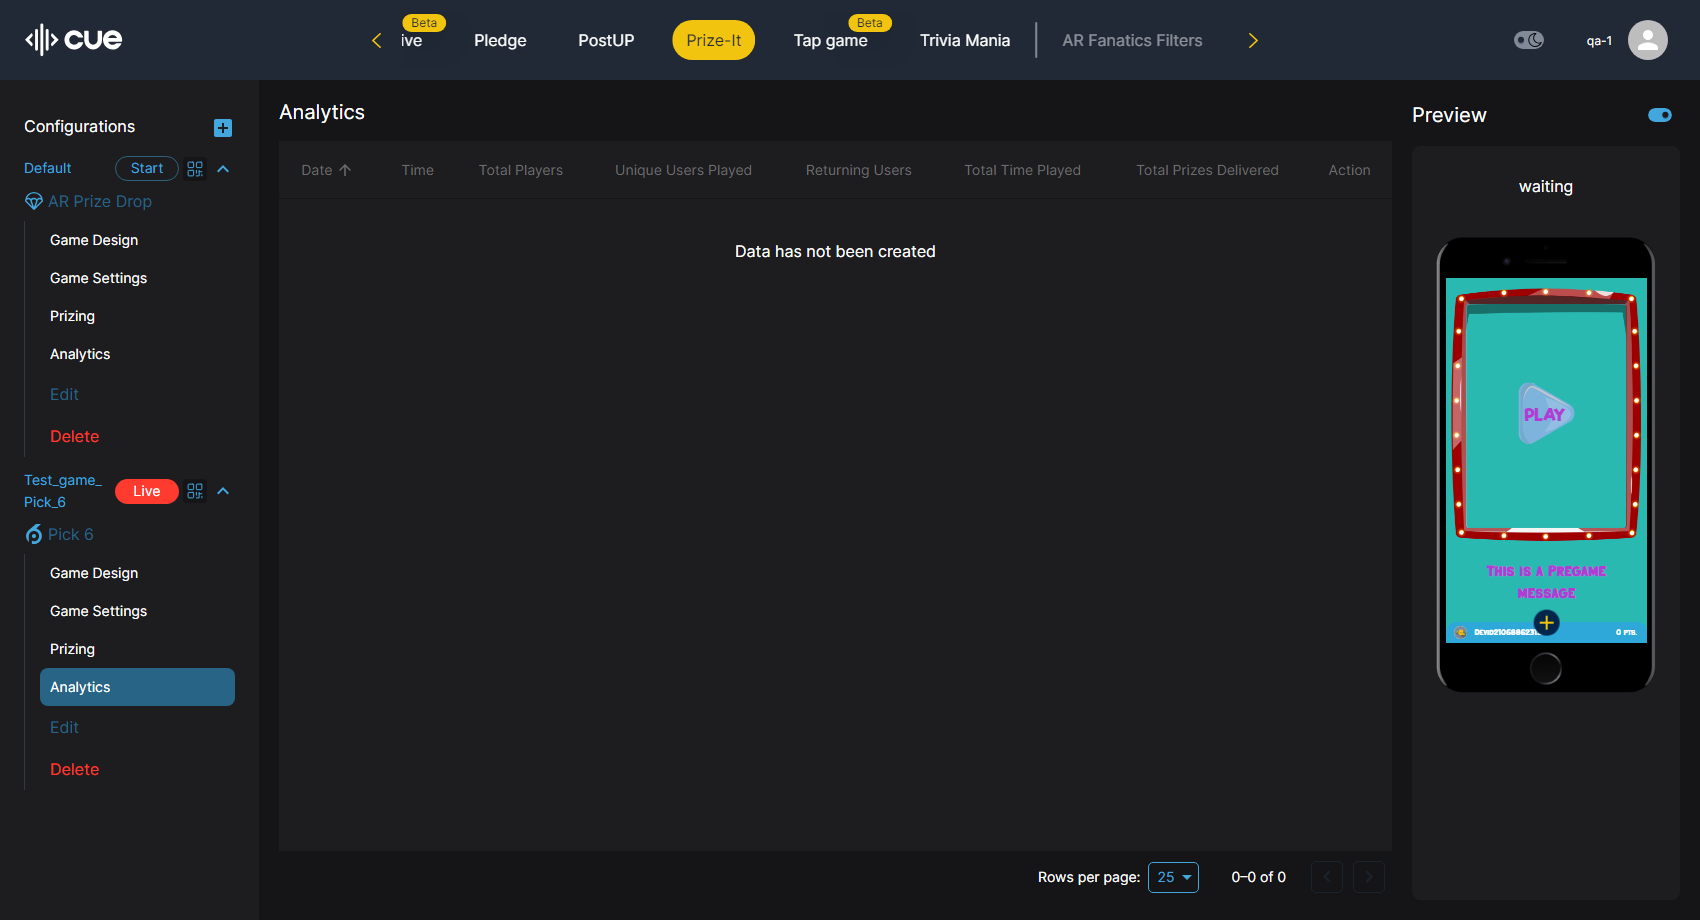 cue
Beta
ive
Pledge
PostUP
Prize-It
Beta
Tap game
Trivia Mania
AR Fanatics Filters
qa-1
Configurations
Default
Start
AR Prize Drop
Game Design
Game Settings
Prizing
Analytics
Edit
Delete
Test_game_
Pick_6
Live
Pick 6
Game Design
Game Settings
Prizing
Analytics
Edit
Delete
Analytics
Date
Time
Total Players
Unique Users Played
Returning Users
Total Time Played
Total Prizes Delivered
Action
Data has not been created
Rows per page:
25
0–0 of 0
Preview
waiting
PLAY
This is a Pregame
message
0 pts.